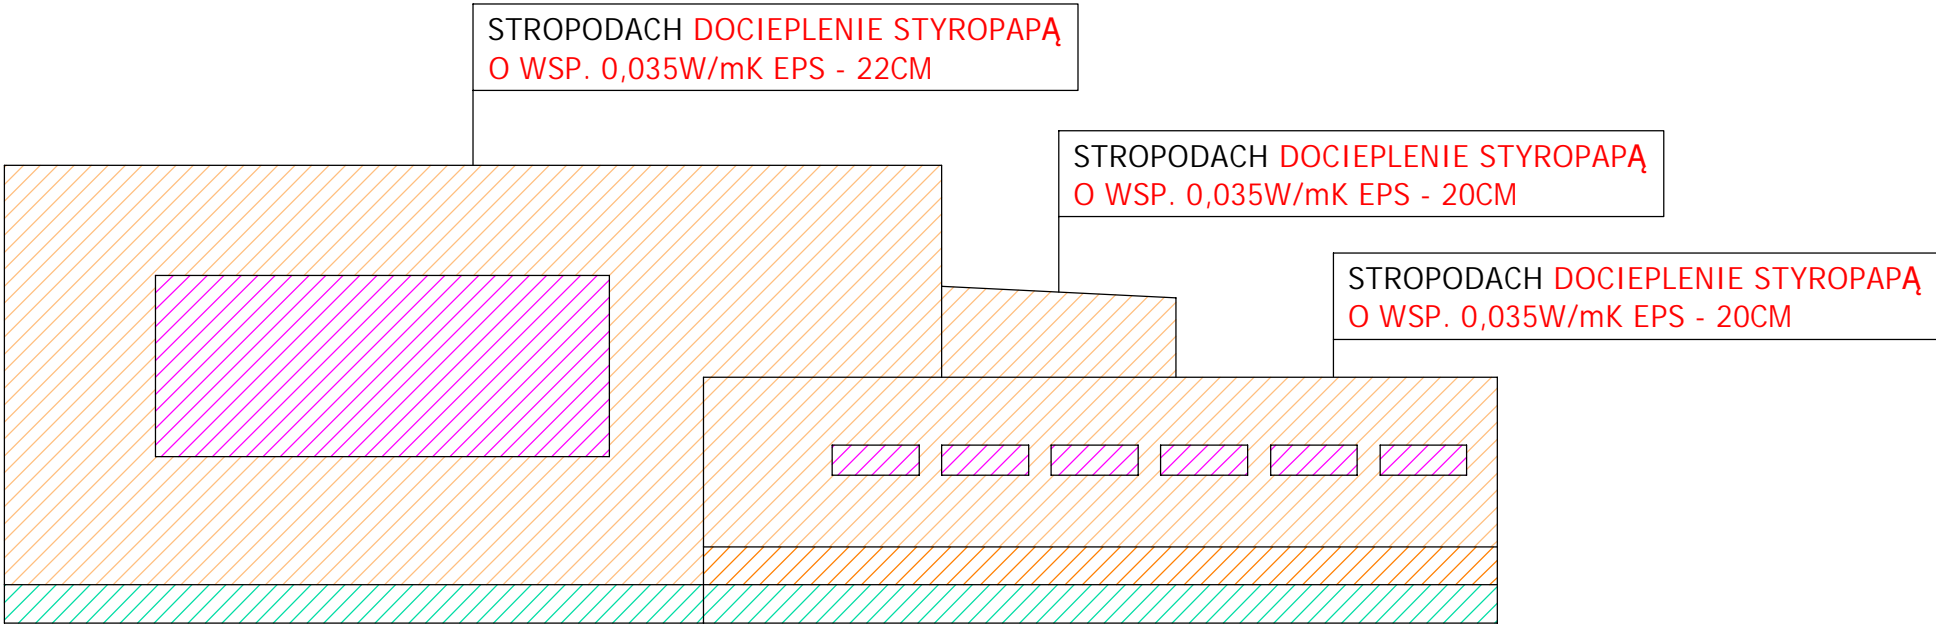 STROPODACH DOCIEPLENIE STYROPAPĄ
O WSP. 0,035W/mK EPS - 22CM
STROPODACH DOCIEPLENIE STYROPAPĄ
O WSP. 0,035W/mK EPS - 20CM
STROPODACH DOCIEPLENIE STYROPAPĄ
O WSP. 0,035W/mK EPS - 20CM